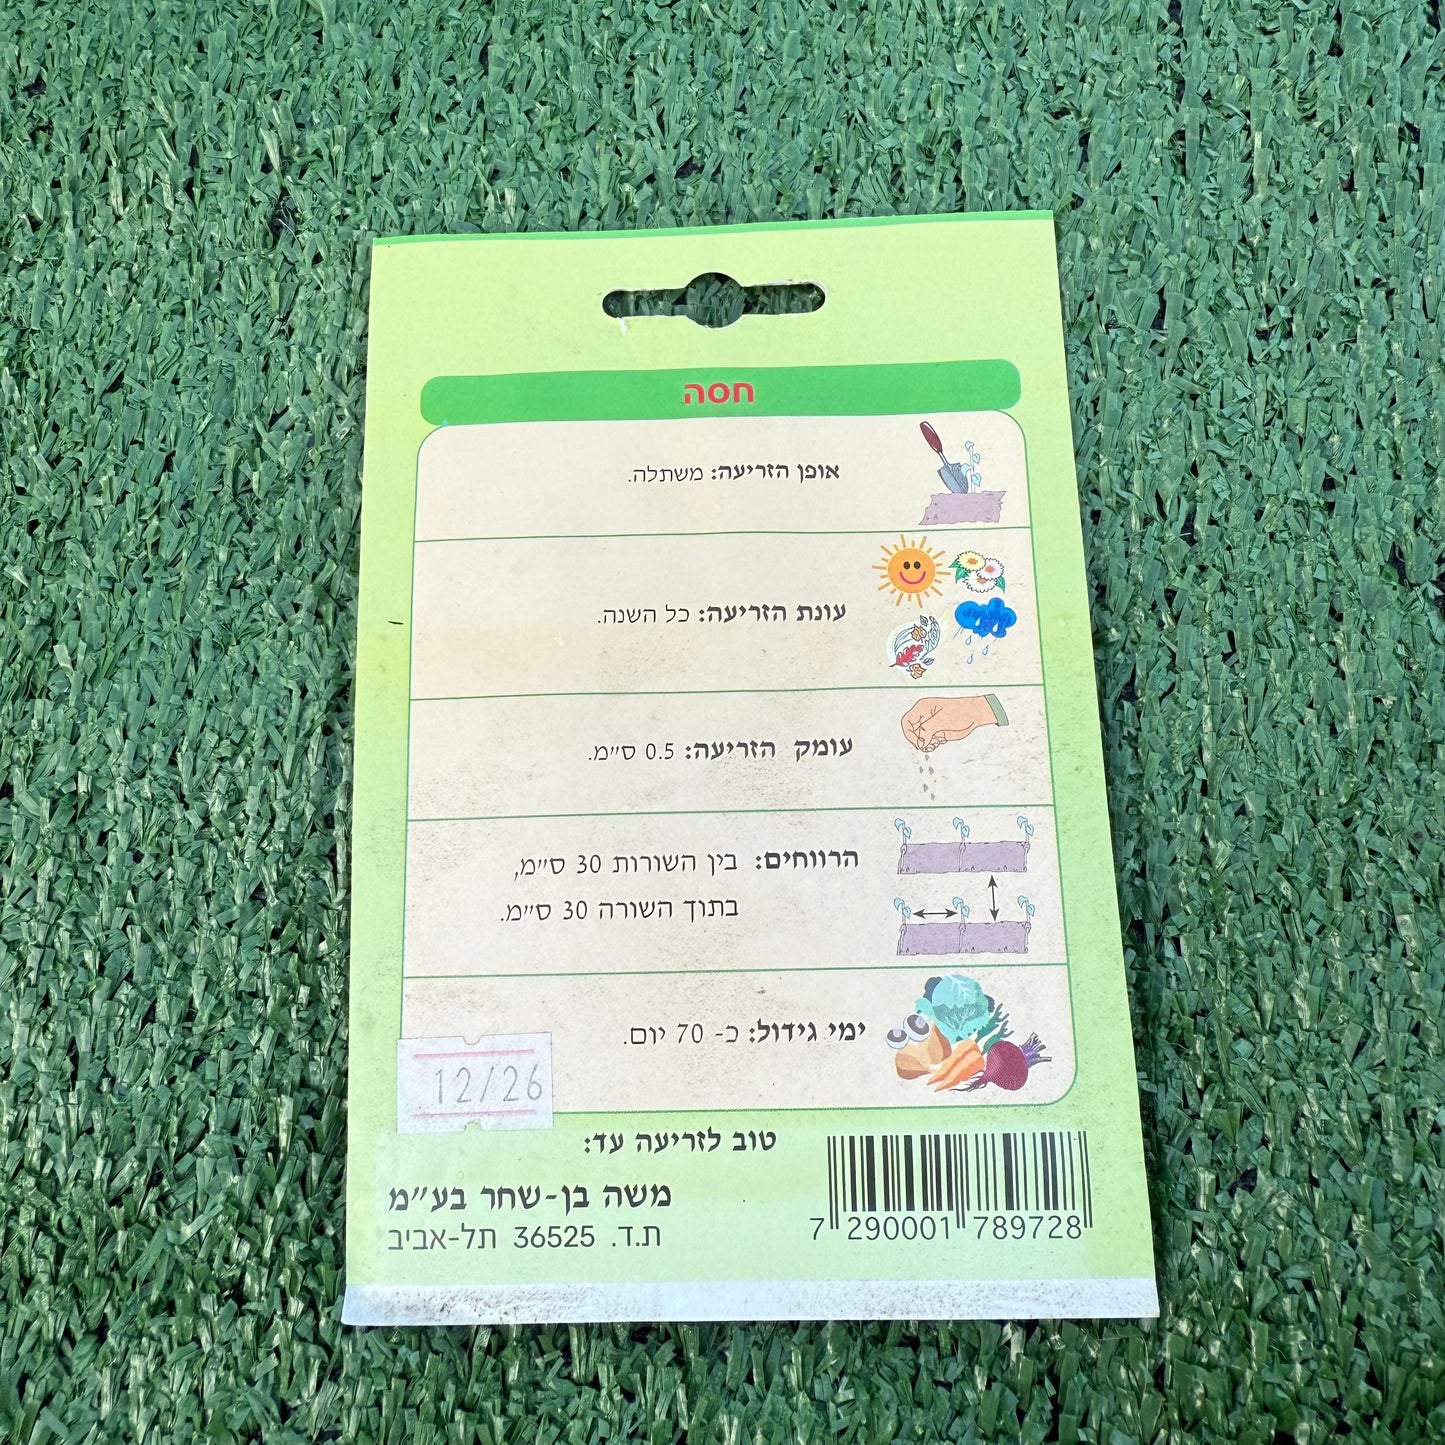 חסה
אופן הזריעה: משתלה.
עונת הזריעה: כל השנה.
עומק הזריעה: 0.5 ס״מ.
הרווחים: בין השורות 30 ס״מ,
בתוך השורה 30 ס״מ.
ימי גידול: כ- 70 יום.
12/26
טוב לזריעה עד:
משה בן-שחר בע״מ
ת.ד. 36525 תל-אביב
7 290001 789728